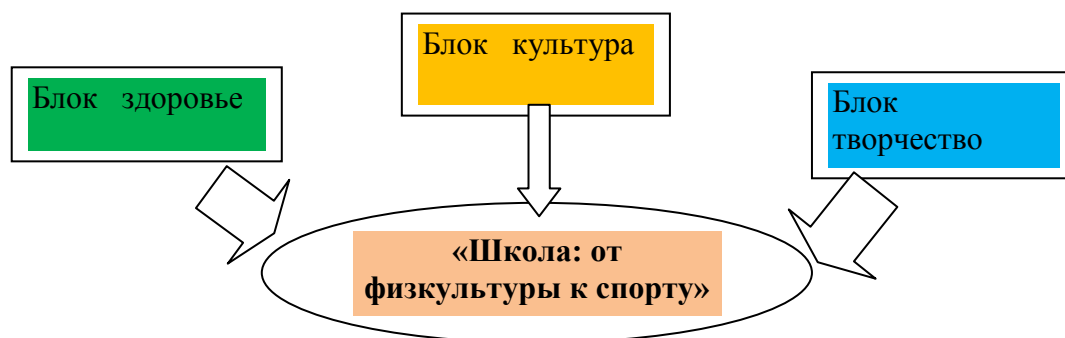 Блок культура
Блок здоровье
Блок
творчество
«Школа: от
физкультуры к спорту»